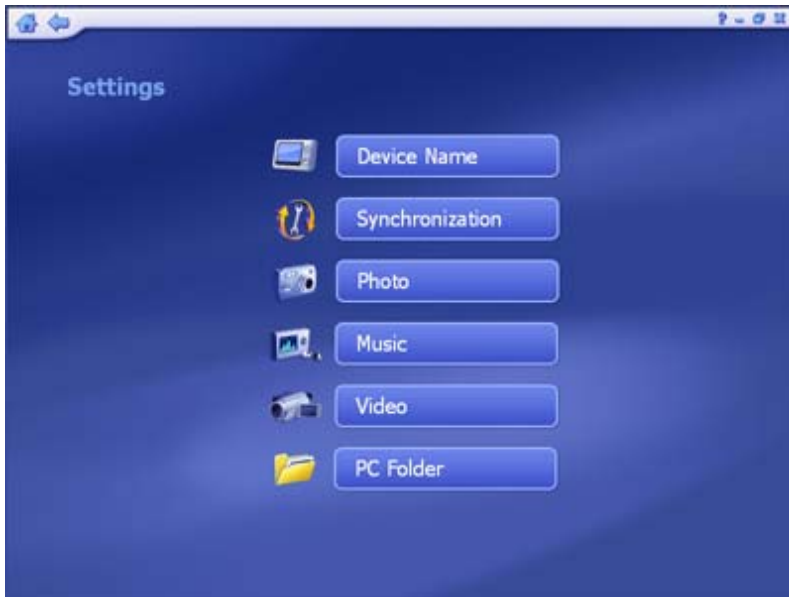 ?
Settings
Device Name
Synchronization
Photo
Music
Video
PC Folder